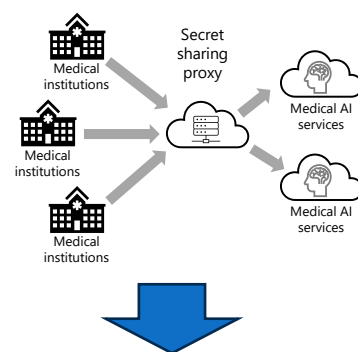 Secret
sharing
proxy
Medical
institutions
Medical
institutions
Medical
institutions
Medical AI
services
Medical AI
services